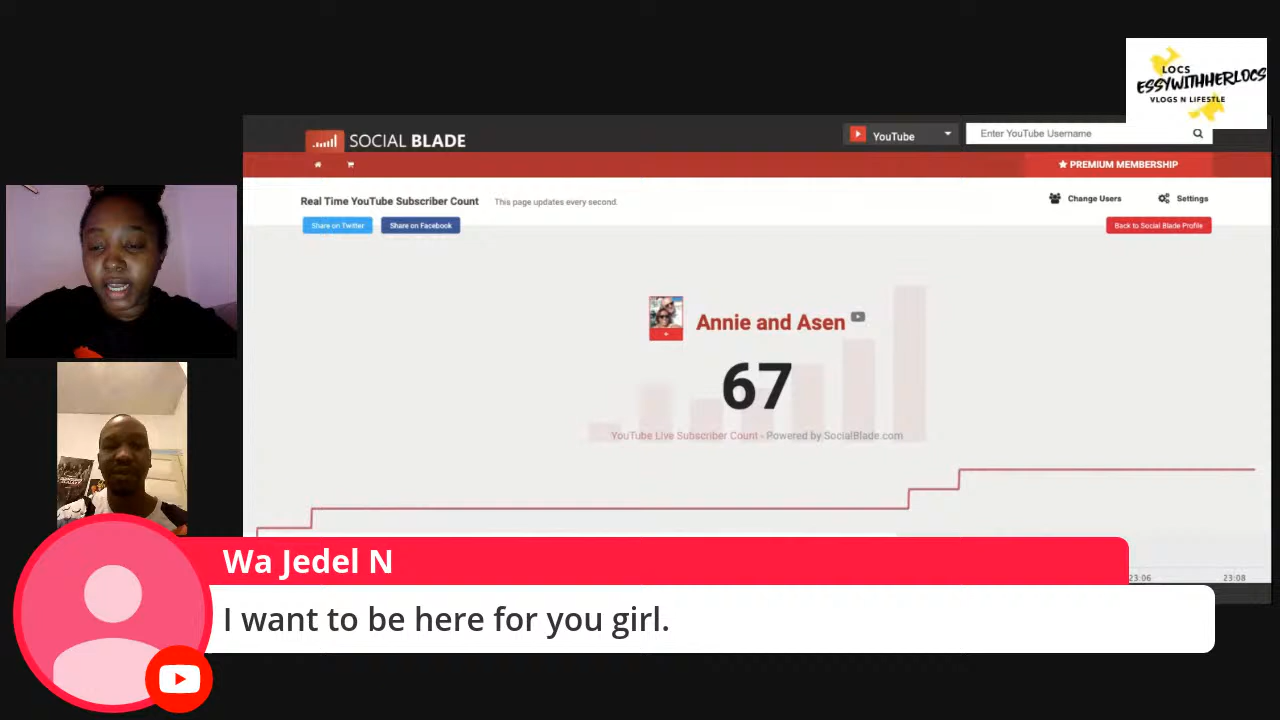 LOCS
ESSYWITHHERLOCS
VLOGS N LIFESTLE
SOCIAL BLADE
YouTube
Enter YouTube Username
PREMIUM MEMBERSHIP
Real Time YouTube Subscriber Count
This page updates every second.
Change Users
Settings
Share on Twitter
Share on Facebook
Back to Social Blade Profile
Annie and Asen
67
YouTube Live Subscriber Count - Powered by SocialBlade.com
23:06
23:08
Wa Jedel N
I want to be here for you girl.